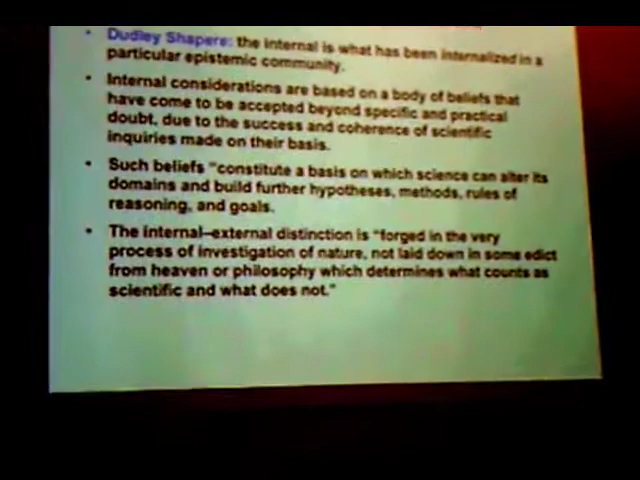 • Dudley Shapere: the internal is what has been internalized in a
particular epistemic community.
• Internal considerations are based on a body of beliefs that
have come to be accepted beyond specific and practical
doubt, due to the success and coherence of scientific
inquiries made on their basis.
• Such beliefs “constitute a basis on which science can alter its
domains and build further hypotheses, methods, rules of
reasoning, and goals.
• The internal–external distinction is “forged in the very
process of investigation of nature, not laid down in some edict
from heaven or philosophy which determines what counts as
scientific and what does not.”